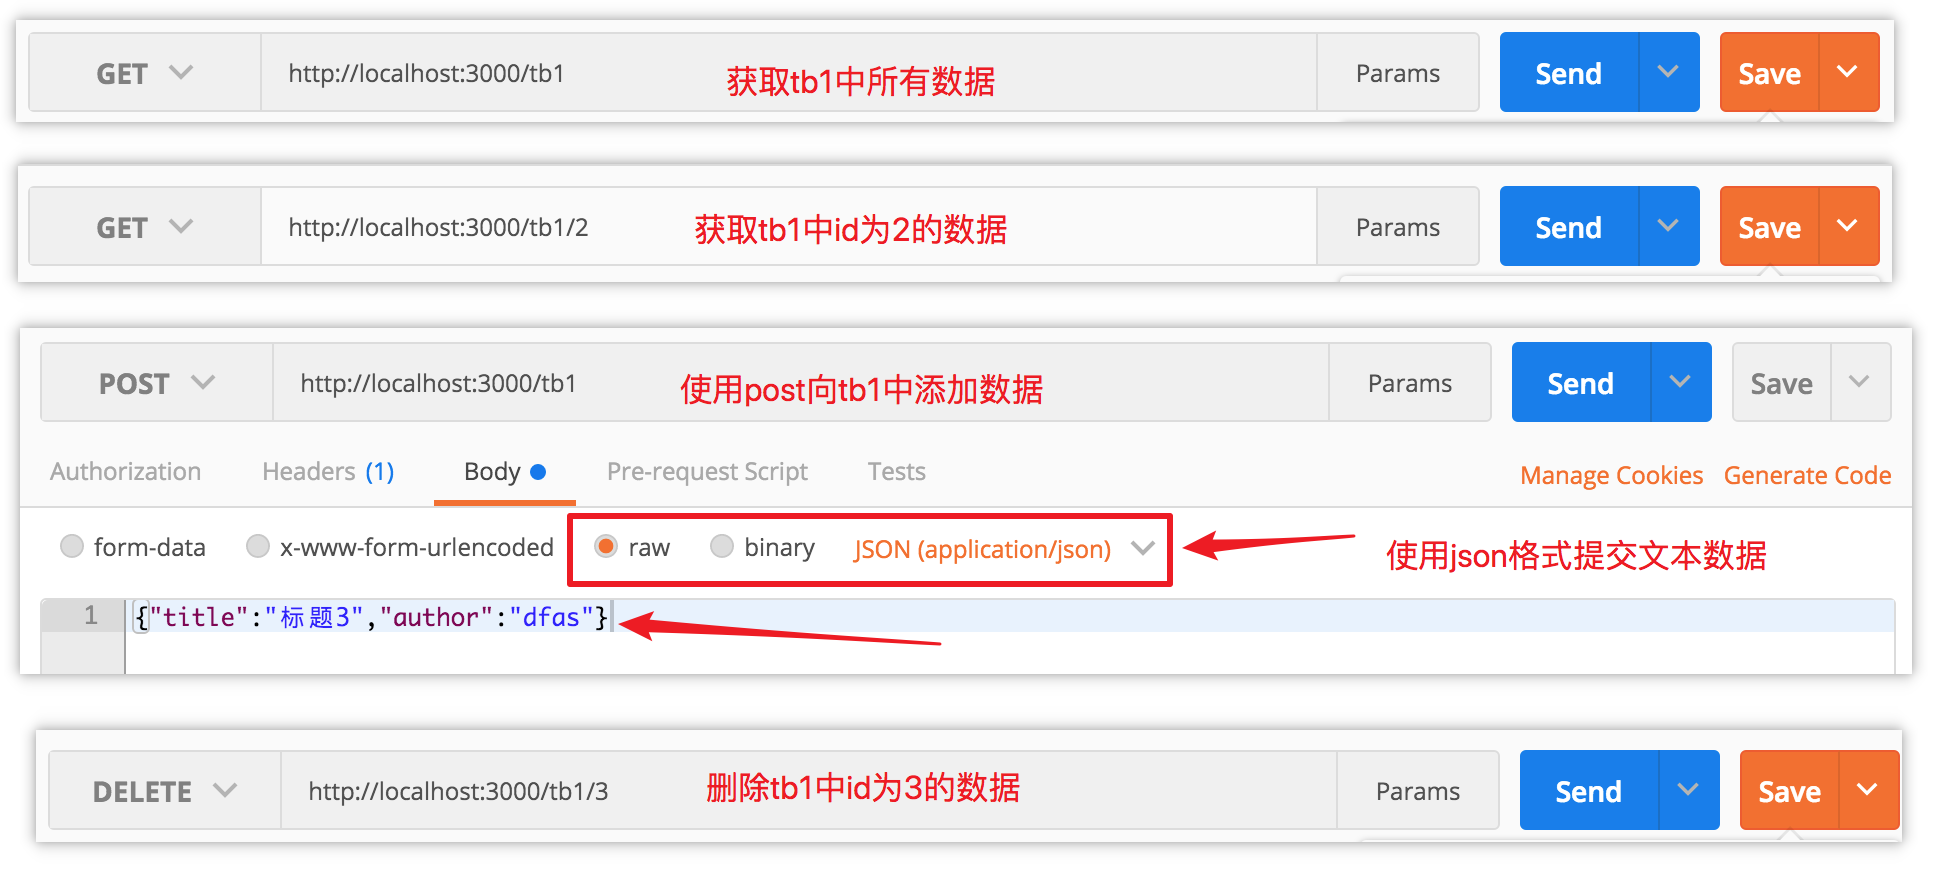 GET http://localhost:3000/tb1 获取tb1中所有数据 Params Send Save
GET http://localhost:3000/tb1/2 获取tb1中id为2的数据 Params Send Save
POST http://localhost:3000/tb1 使用post向tb1中添加数据 Params Send Save
Authorization Headers (1) Body Pre-request Script Tests Manage Cookies Generate Code
form-data x-www-form-urlencoded raw binary JSON (application/json) 使用json格式提交文本数据
1 {"title":"标题3","author":"dfas"}
DELETE http://localhost:3000/tb1/3 删除tb1中id为3的数据 Params Send Save